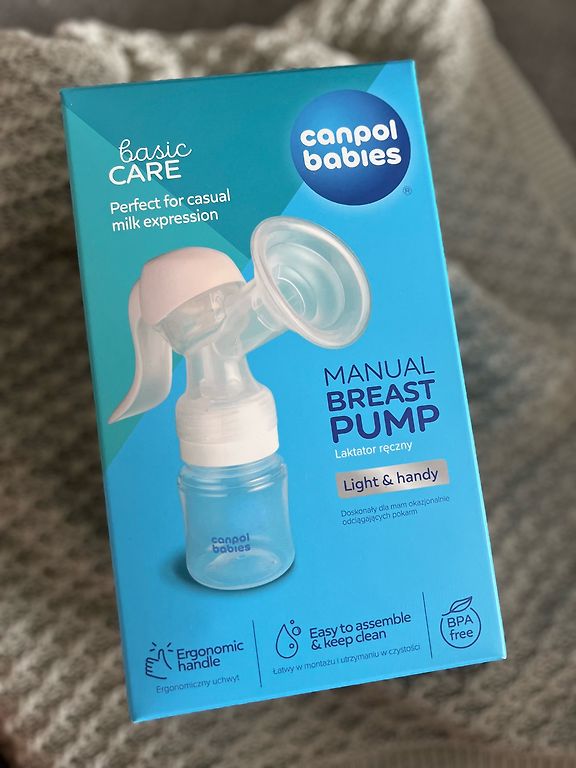 basic
CARE
Perfect for casual
milk expression
canpol
babies
®
MANUAL
BREAST
PUMP
Laktator ręczny
Light & handy
Doskonały dla mam okazjonalnie
odciągających pokarm
canpol
babies
Ergonomic
handle
Ergonomiczny uchwyt
Easy to assemble
& keep clean
Łatwy w montażu i utrzymaniu w czystości
BPA
free